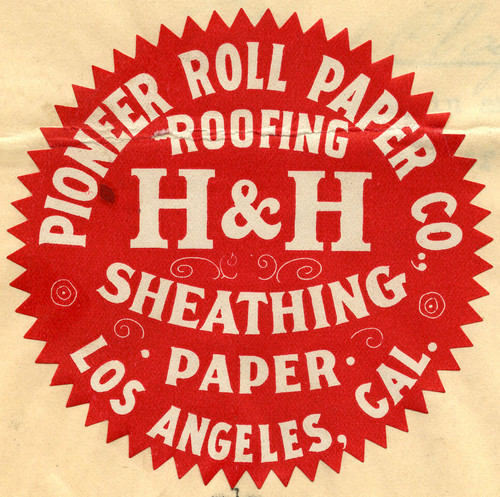 PIONEER ROLL PAPER CO.,
ROOFING
H&H
SHEATHING
PAPER
LOS ANGELES, CAL.